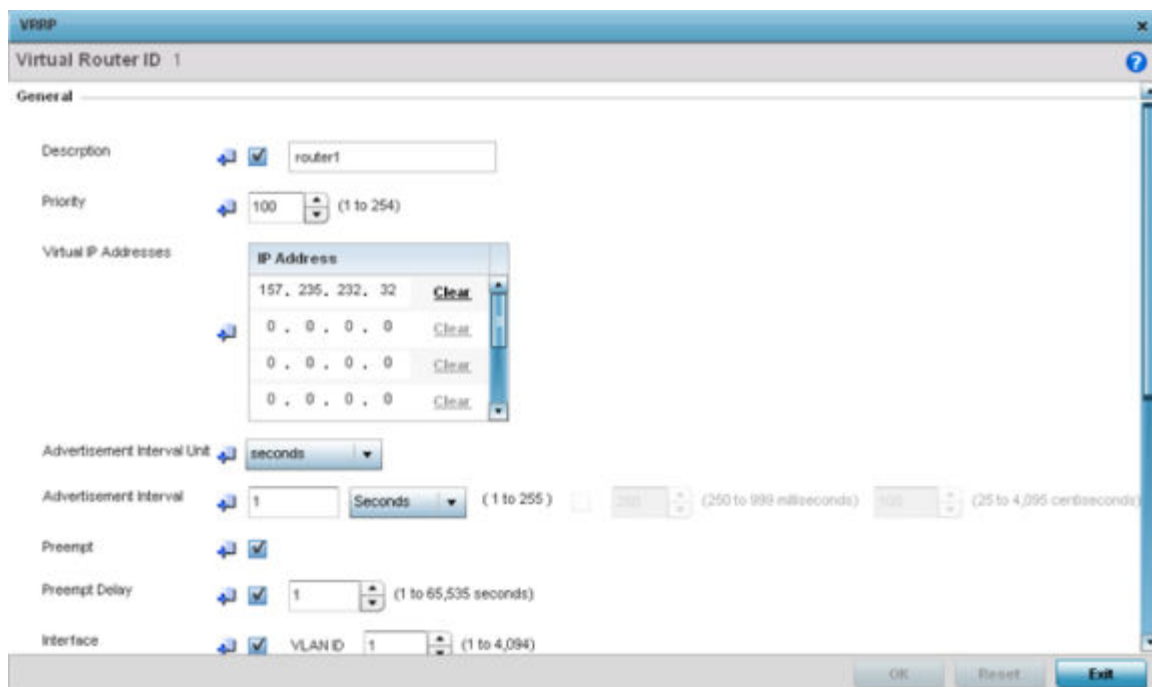 VRRP
Virtual Router ID 1
General
Descrption router1
Priority 100 (1 to 254)
Virtual IP Addresses
IP Address
157. 235. 232. 32 Clear
0 . 0 . 0 . 0 Clear
0 . 0 . 0 . 0 Clear
0 . 0 . 0 . 0 Clear
Advertisement Interval Unit seconds
Advertisement Interval 1 Seconds ( 1 to 255 ) 250 (250 to 999 milliseconds) 100 (25 to 4,095 centiseconds)
Preempt
Preempt Delay 1 (1 to 65,535 seconds)
Interface VLAN ID 1 (1 to 4,094)
OK Reset Exit